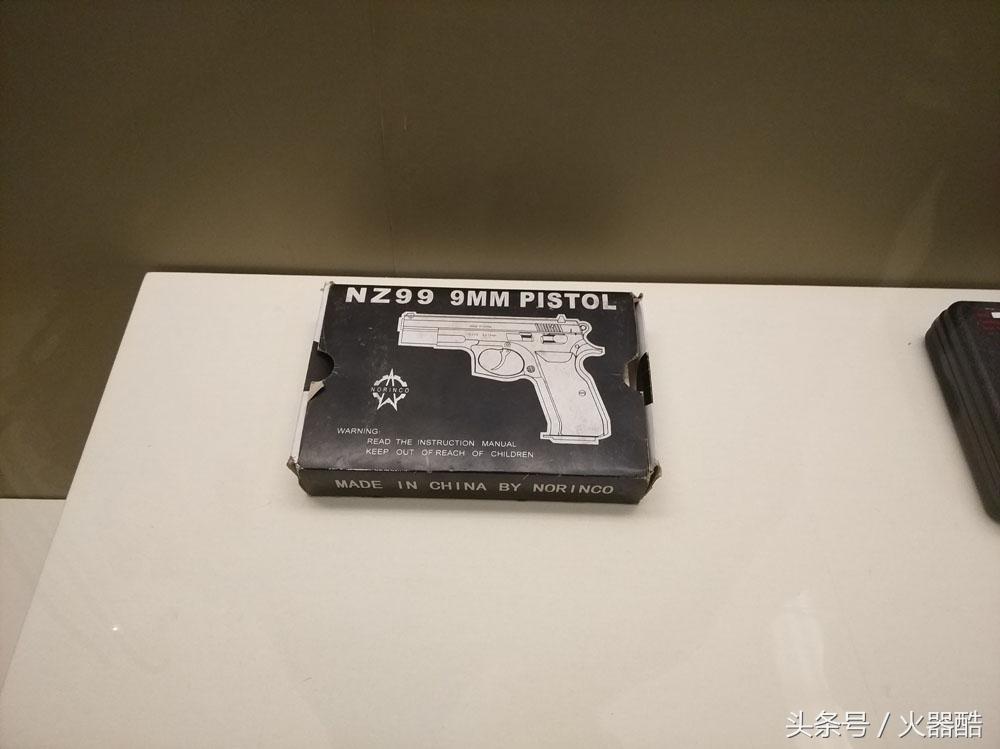 NZ99 9MM PISTOL
NORINCO
WARNING:
READ THE INSTRUCTION MANUAL
KEEP OUT OF REACH OF CHILDREN
MADE IN CHINA BY NORINCO
头条号 / 火器酷